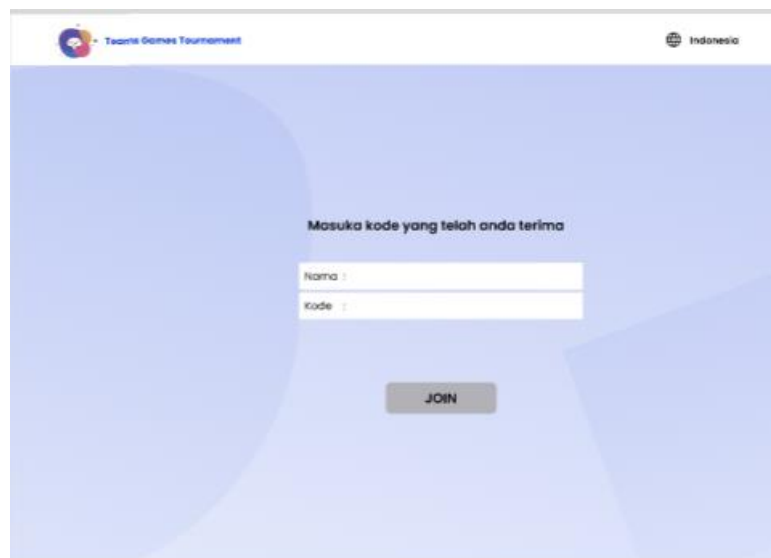 Teams Games Tournament
Indonesia
Masuka kode yang telah anda terima
Nama :
Kode :
JOIN